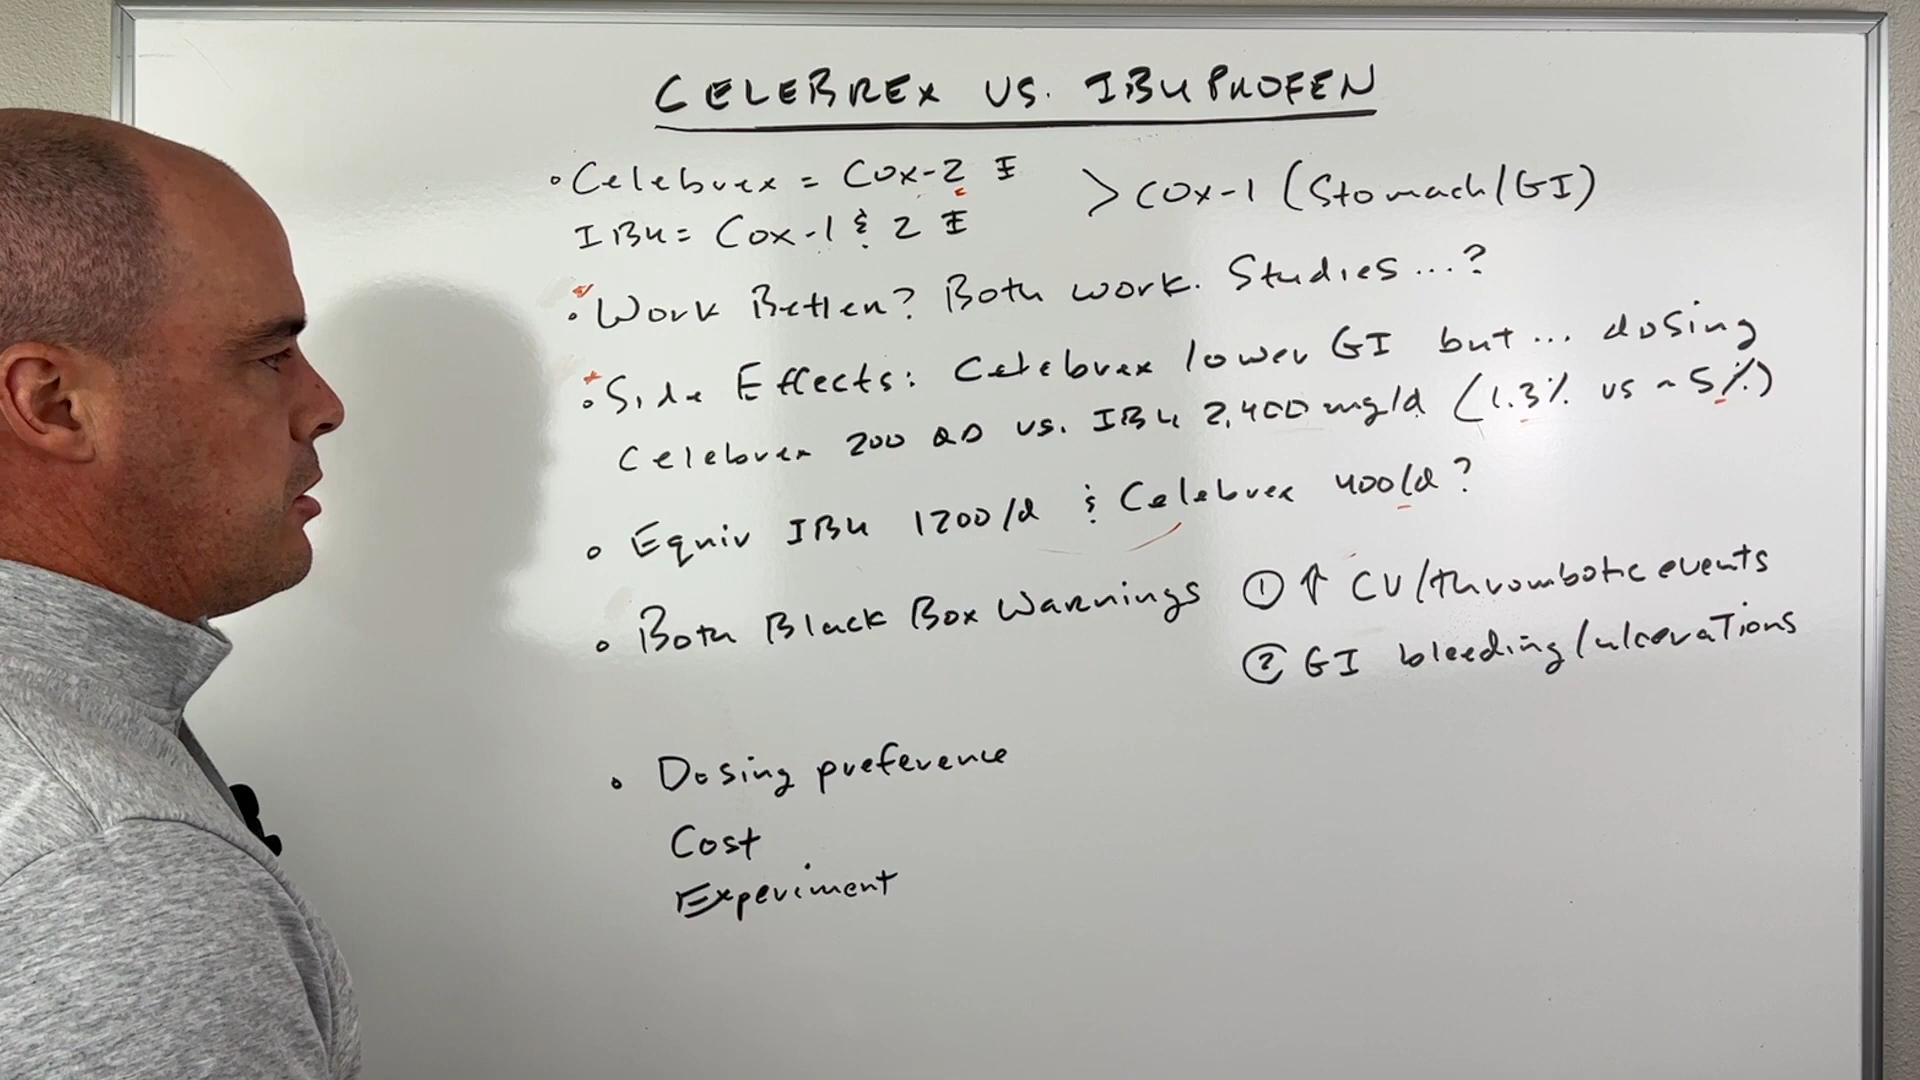 CELEBREX VS. IBUPROFEN
• Celebrex = COX-2 I
IBU = COX-1 & 2 I
> COX-1 (Stomach/GI)
• Work Better? Both work. Studies...?
• Side Effects: Celebrex lower GI but... dosing
Celebrex 200 QD vs. IBU 2,400 mg/d (1.3% vs ~5%)
• Equiv IBU 1200/d & Celebrex 400/d?
• Both Black Box Warnings ① ↑ CV/thrombotic events
② GI bleeding/ulcerations
• Dosing preference
Cost
Experiment